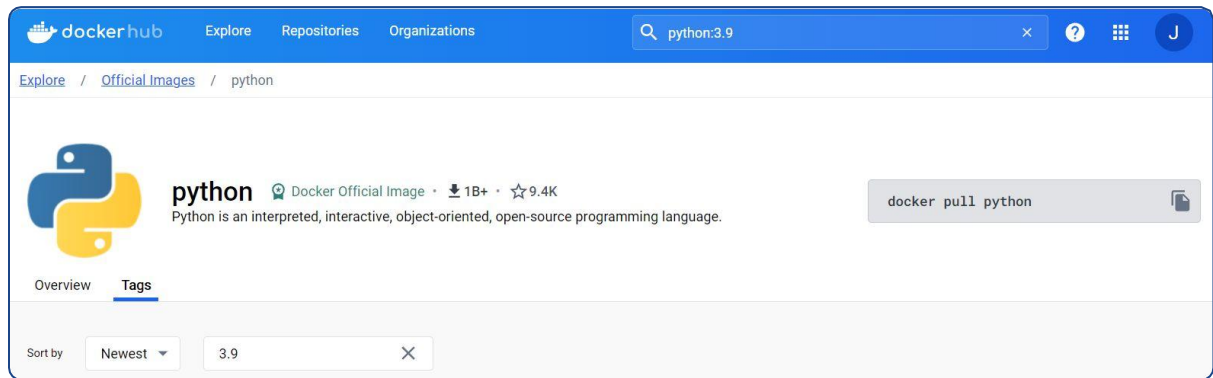 dockerhub Explore Repositories Organizations python:3.9 × ? J
Explore / Official Images / python
python Docker Official Image · 1B+ · 9.4K
Python is an interpreted, interactive, object-oriented, open-source programming language.
docker pull python
Overview Tags
Sort by Newest 3.9